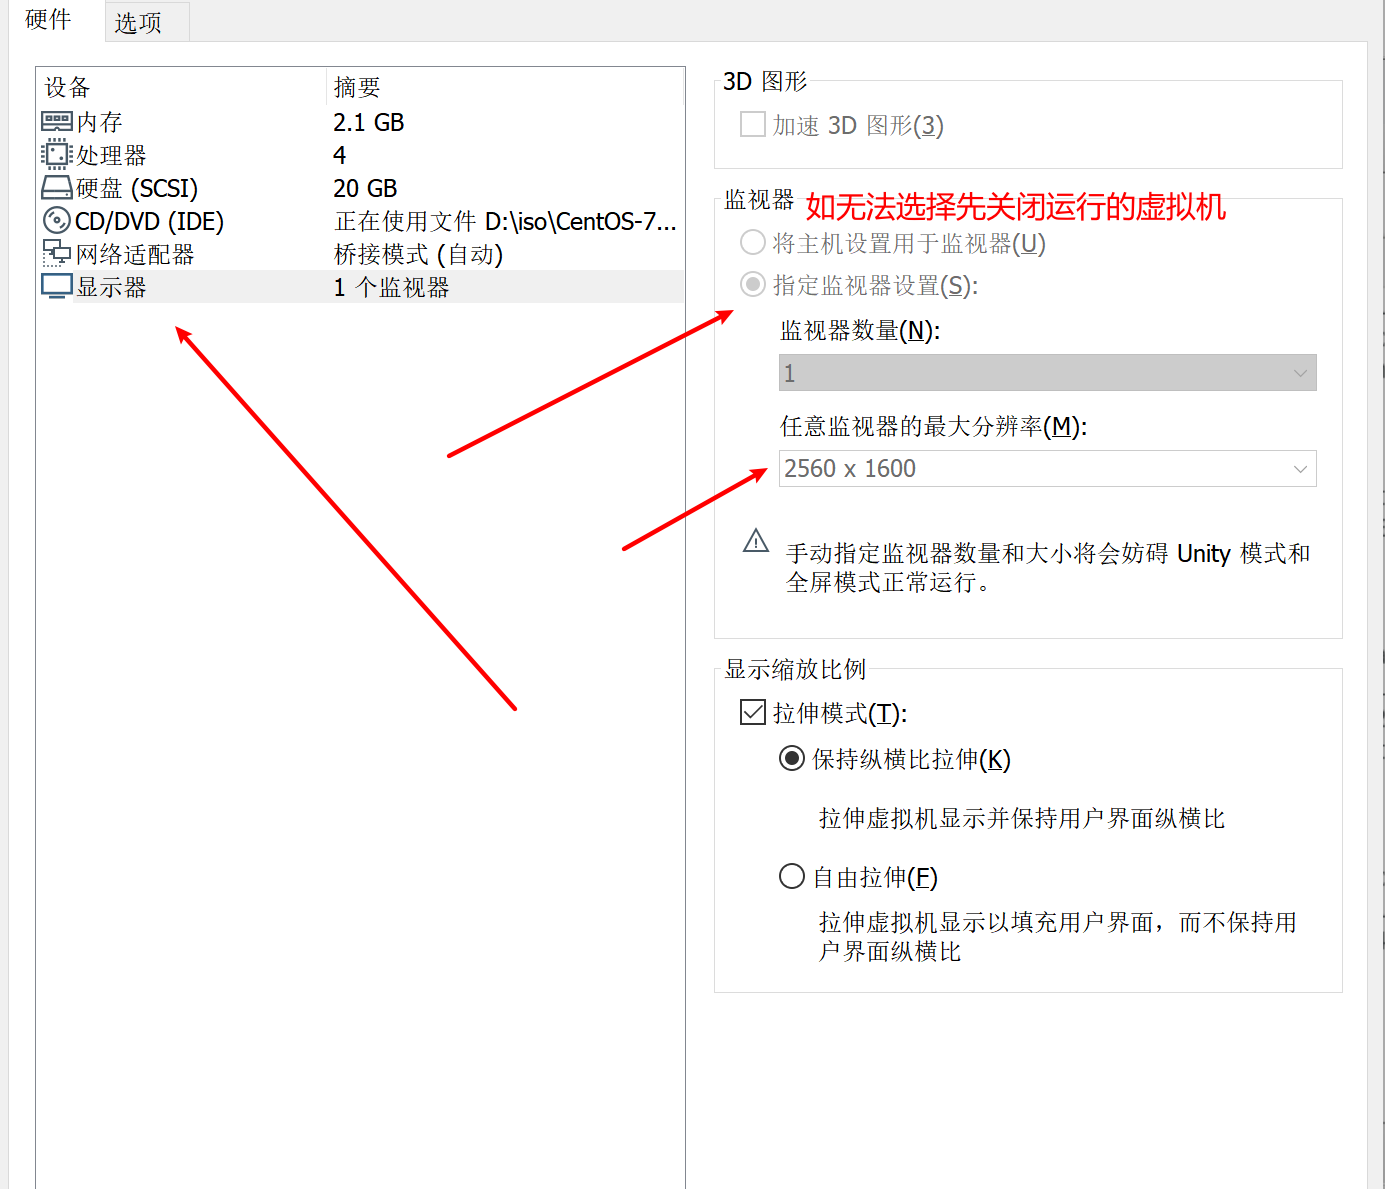 硬件 选项
设备 摘要
内存 2.1 GB
处理器 4
硬盘 (SCSI) 20 GB
CD/DVD (IDE) 正在使用文件 D:\iso\CentOS-7...
网络适配器 桥接模式 (自动)
显示器 1 个监视器
3D 图形
加速 3D 图形(3)
监视器 如无法选择先关闭运行的虚拟机
将主机设置用于监视器(U)
指定监视器设置(S):
监视器数量(N):
1
任意监视器的最大分辨率(M):
2560 x 1600
手动指定监视器数量和大小将会妨碍 Unity 模式和
全屏模式正常运行。
显示缩放比例
拉伸模式(T):
保持纵横比拉伸(K)
拉伸虚拟机显示并保持用户界面纵横比
自由拉伸(F)
拉伸虚拟机显示以填充用户界面，而不保持用
户界面纵横比